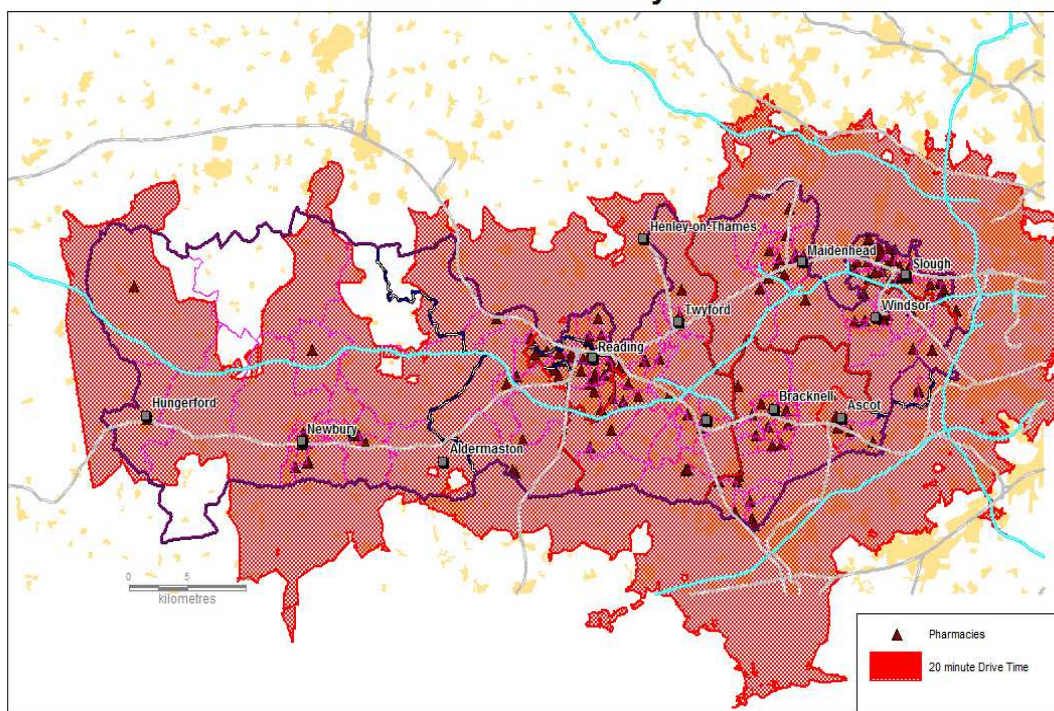 Henley-on-Thames
Maidenhead
Slough
Windsor
Twyford
Reading
Bracknell
Ascot
Hungerford
Newbury
Aldermaston
0 5
kilometres
Pharmacies
20 minute Drive Time